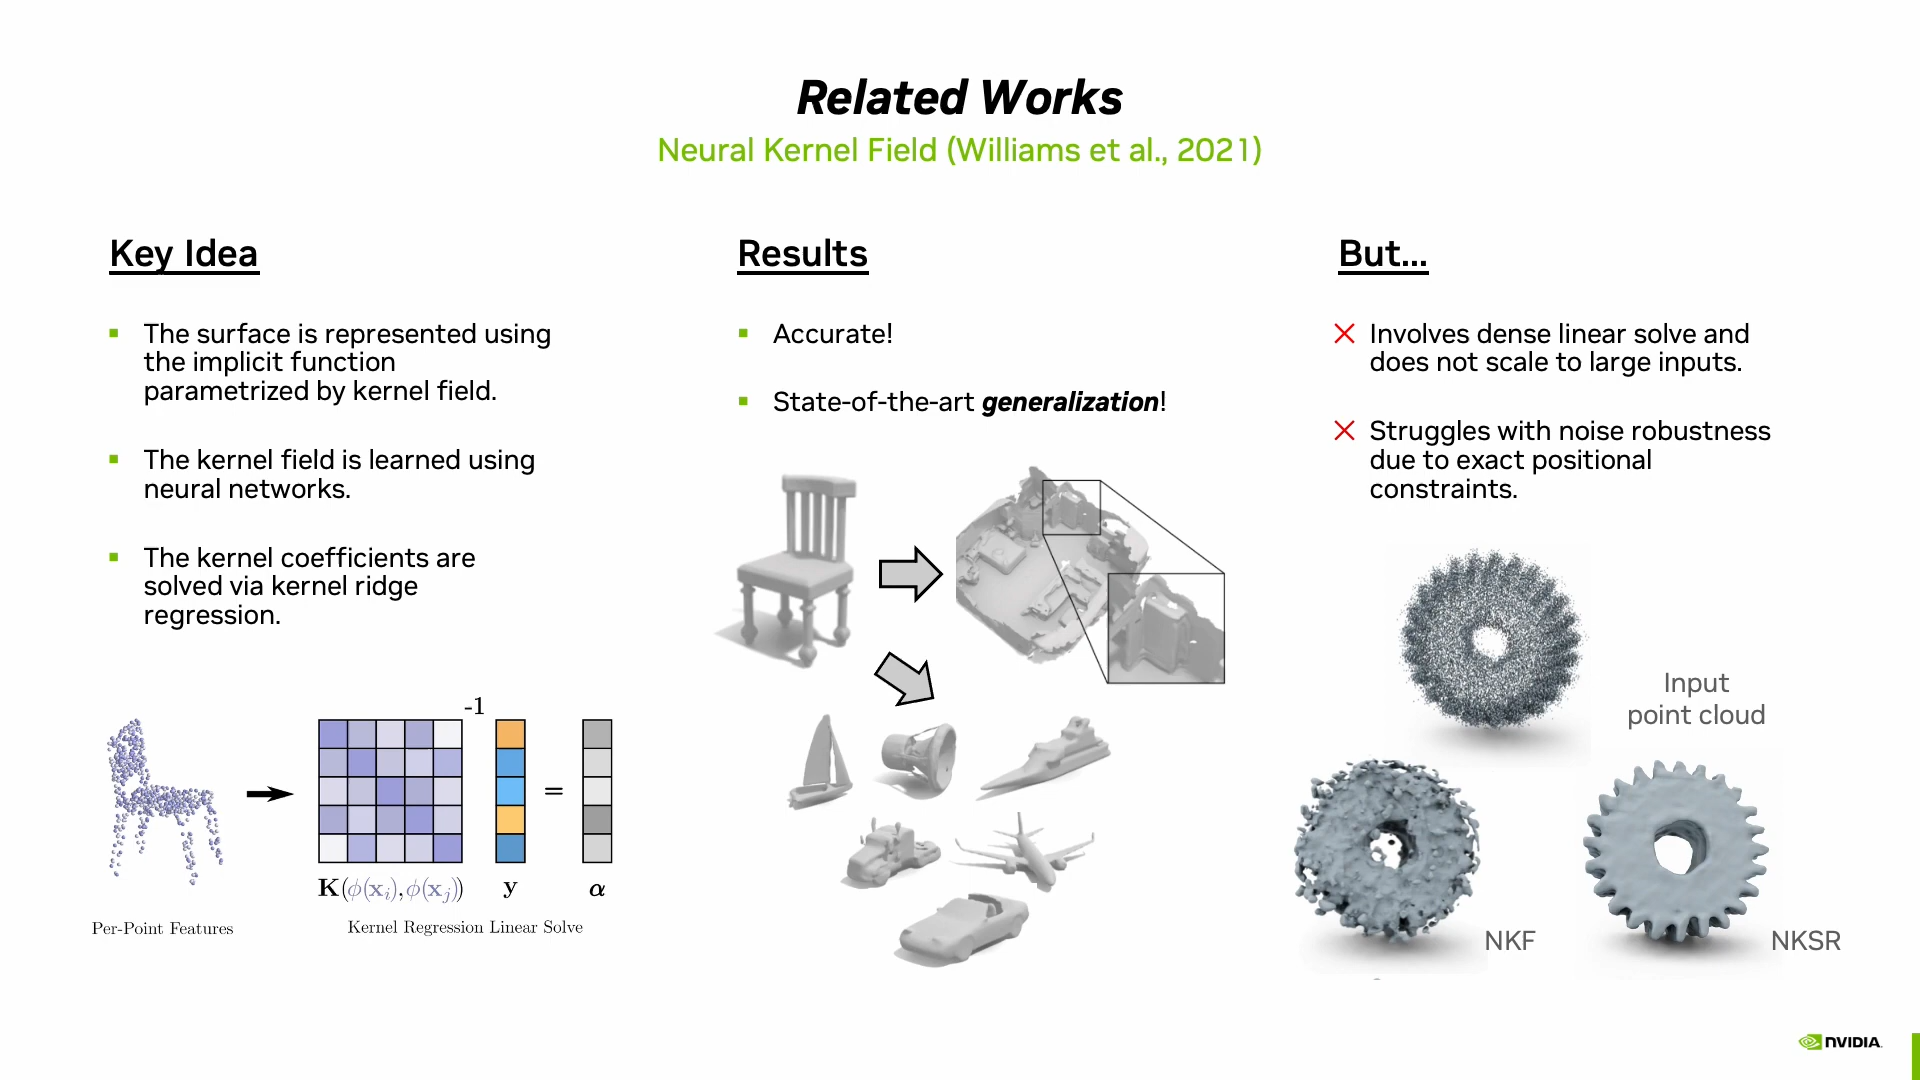 Related Works
Neural Kernel Field (Williams et al., 2021)
Key Idea
▪ The surface is represented using
the implicit function
parametrized by kernel field.
▪ The kernel field is learned using
neural networks.
▪ The kernel coefficients are
solved via kernel ridge
regression.
-1
=
K(ϕ(xᵢ),ϕ(xⱼ)) y α
Per-Point Features
Kernel Regression Linear Solve
Results
▪ Accurate!
▪ State-of-the-art generalization!
But...
✕ Involves dense linear solve and
does not scale to large inputs.
✕ Struggles with noise robustness
due to exact positional
constraints.
Input
point cloud
NKF
NKSR
NVIDIA.